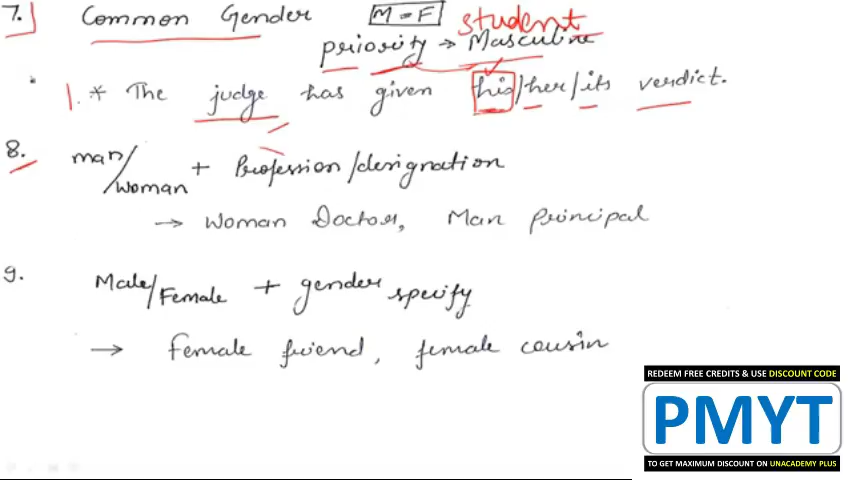 7. Common Gender M = F student
priority → Masculine
1. * The judge has given his/her/its verdict.
8. man/woman + Profession/designation
→ Woman Doctor, Man principal
9. Male/Female + gender specify
→ female friend, female cousin
REDEEM FREE CREDITS & USE DISCOUNT CODE
PMYT
TO GET MAXIMUM DISCOUNT ON UNACADEMY PLUS